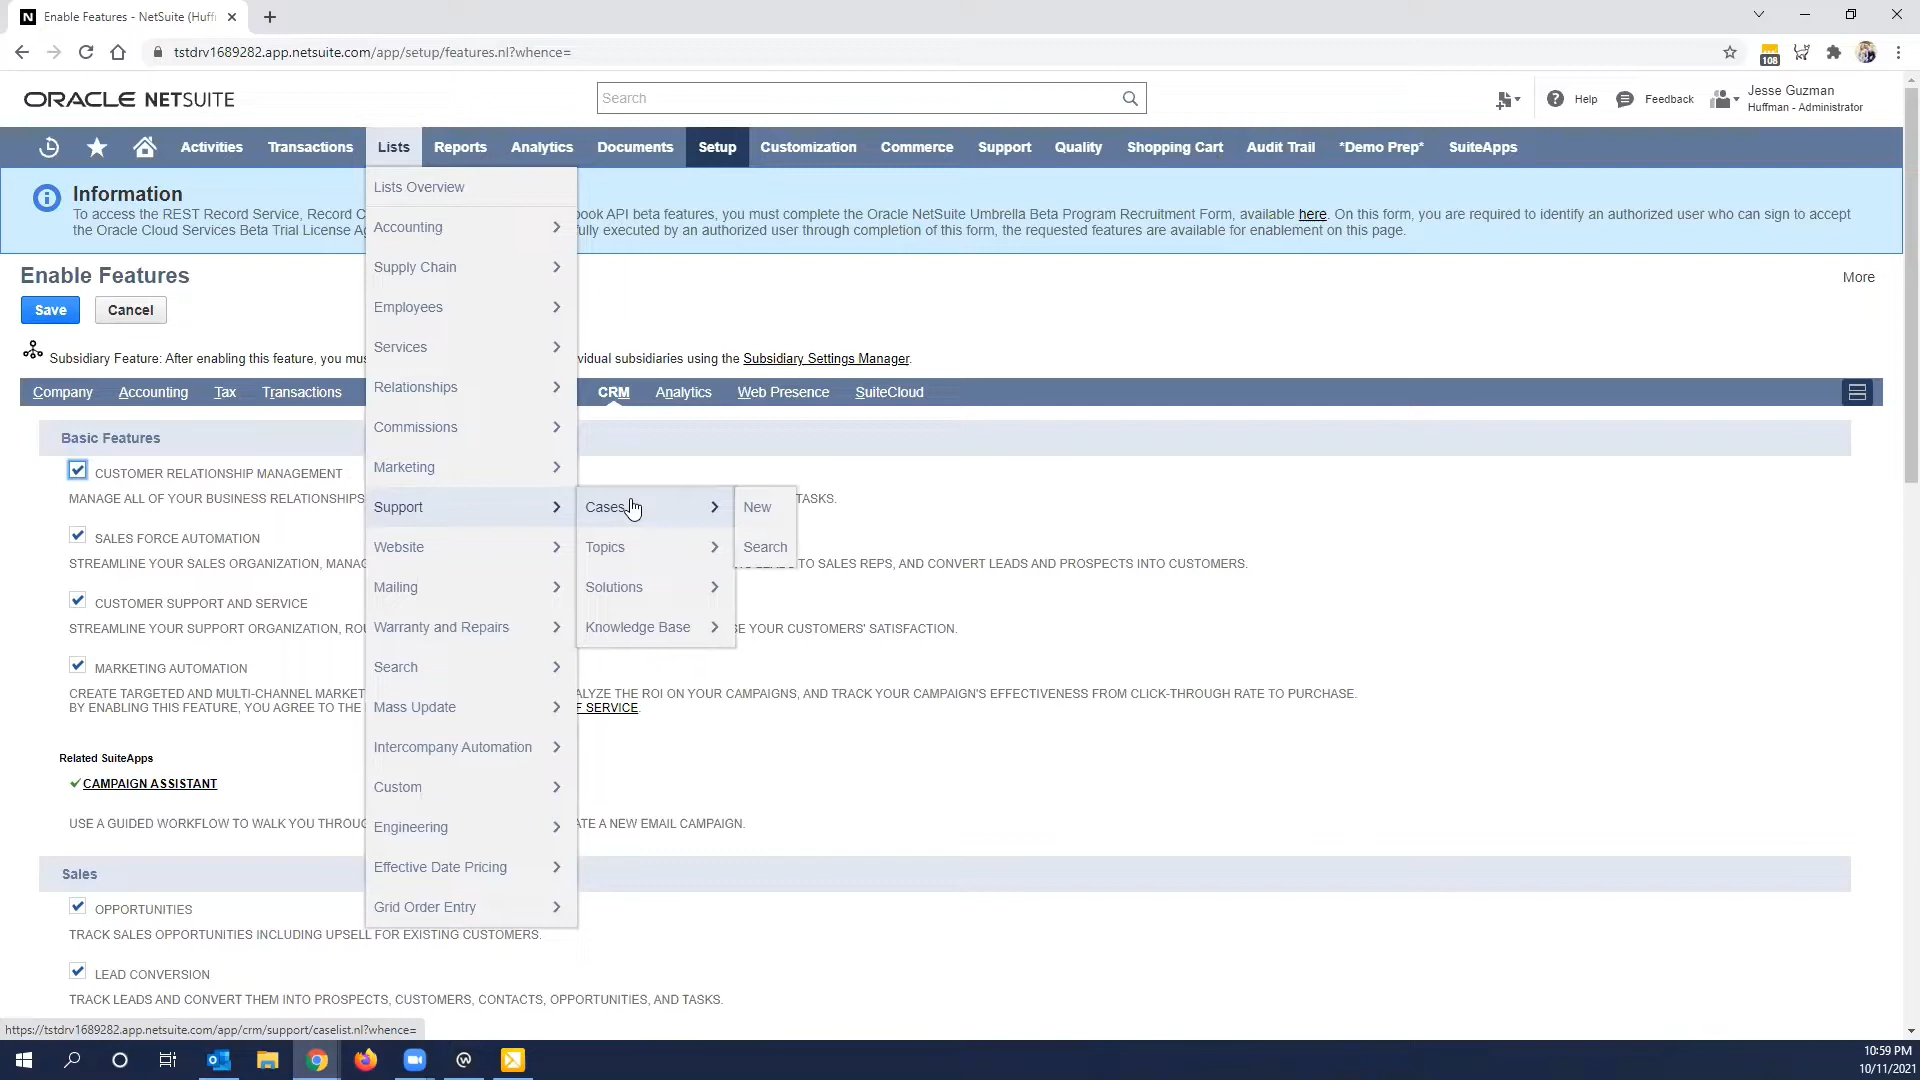 Enable Features - NetSuite (Huff
tstdrv1689282.app.netsuite.com/app/setup/features.nl?whence=
108
ORACLE NETSUITE
Search
Help
Feedback
Jesse Guzman
Huffman - Administrator
Activities
Transactions
Lists
Reports
Analytics
Documents
Setup
Customization
Commerce
Support
Quality
Shopping Cart
Audit Trail
*Demo Prep*
SuiteApps
Information
To access the REST Record Service, Record C
book API beta features, you must complete the Oracle NetSuite Umbrella Beta Program Recruitment Form, available here. On this form, you are required to identify an authorized user who can sign to accept
the Oracle Cloud Services Beta Trial License Ag
fully executed by an authorized user through completion of this form, the requested features are available for enablement on this page.
Enable Features
More
Save
Cancel
Subsidiary Feature: After enabling this feature, you mus
vidual subsidiaries using the Subsidiary Settings Manager.
Company
Accounting
Tax
Transactions
CRM
Analytics
Web Presence
SuiteCloud
Lists Overview
Accounting
Supply Chain
Employees
Services
Relationships
Commissions
Marketing
Support
Website
Mailing
Warranty and Repairs
Search
Mass Update
Intercompany Automation
Custom
Engineering
Effective Date Pricing
Grid Order Entry
Cases
Topics
Solutions
Knowledge Base
New
Search
Basic Features
CUSTOMER RELATIONSHIP MANAGEMENT
MANAGE ALL OF YOUR BUSINESS RELATIONSHIPS
TASKS.
SALES FORCE AUTOMATION
STREAMLINE YOUR SALES ORGANIZATION, MANAG
TO SALES REPS, AND CONVERT LEADS AND PROSPECTS INTO CUSTOMERS.
CUSTOMER SUPPORT AND SERVICE
STREAMLINE YOUR SUPPORT ORGANIZATION, ROU
SE YOUR CUSTOMERS' SATISFACTION.
MARKETING AUTOMATION
CREATE TARGETED AND MULTI-CHANNEL MARKET
ALYZE THE ROI ON YOUR CAMPAIGNS, AND TRACK YOUR CAMPAIGN'S EFFECTIVENESS FROM CLICK-THROUGH RATE TO PURCHASE.
BY ENABLING THIS FEATURE, YOU AGREE TO THE
F SERVICE.
Related SuiteApps
CAMPAIGN ASSISTANT
USE A GUIDED WORKFLOW TO WALK YOU THROUG
ATE A NEW EMAIL CAMPAIGN.
Sales
OPPORTUNITIES
TRACK SALES OPPORTUNITIES INCLUDING UPSELL FOR EXISTING CUSTOMERS.
LEAD CONVERSION
TRACK LEADS AND CONVERT THEM INTO PROSPECTS, CUSTOMERS, CONTACTS, OPPORTUNITIES, AND TASKS.
https://tstdrv1689282.app.netsuite.com/app/crm/support/caselist.nl?whence=
10:59 PM
10/11/2021